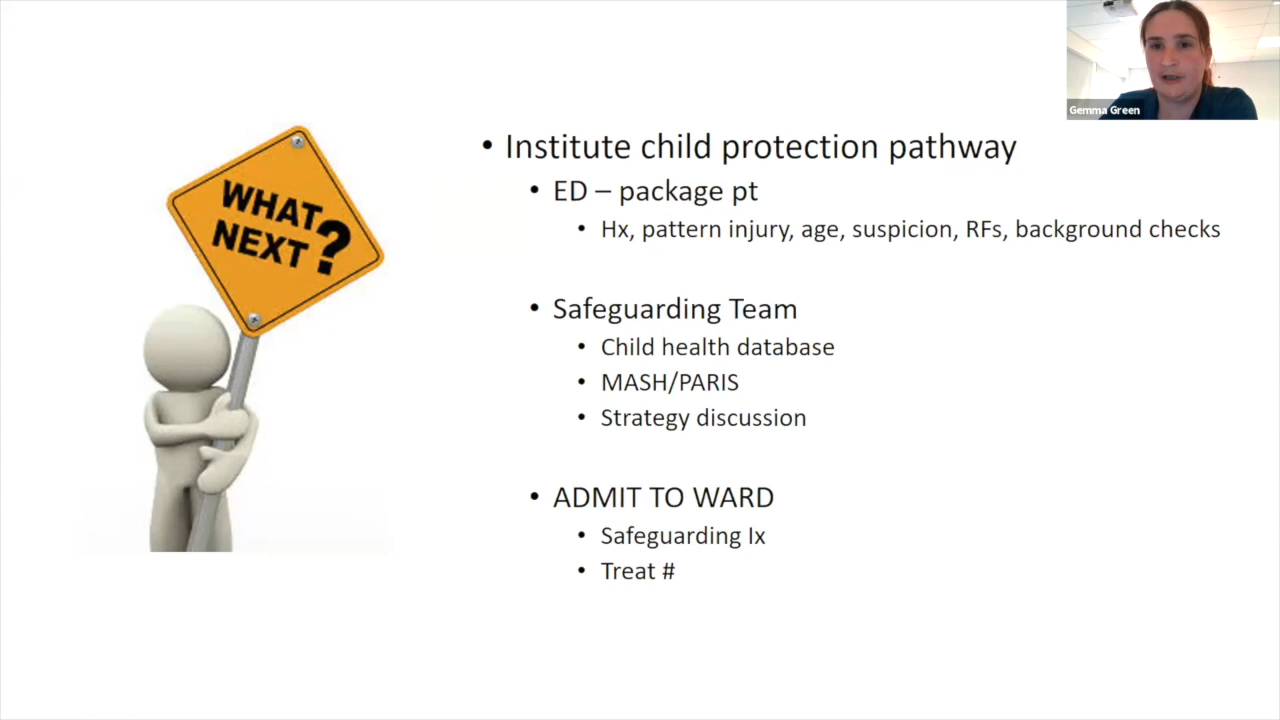 Gemma Green
WHAT
NEXT ?
• Institute child protection pathway
• ED – package pt
• Hx, pattern injury, age, suspicion, RFs, background checks
• Safeguarding Team
• Child health database
• MASH/PARIS
• Strategy discussion
• ADMIT TO WARD
• Safeguarding Ix
• Treat #